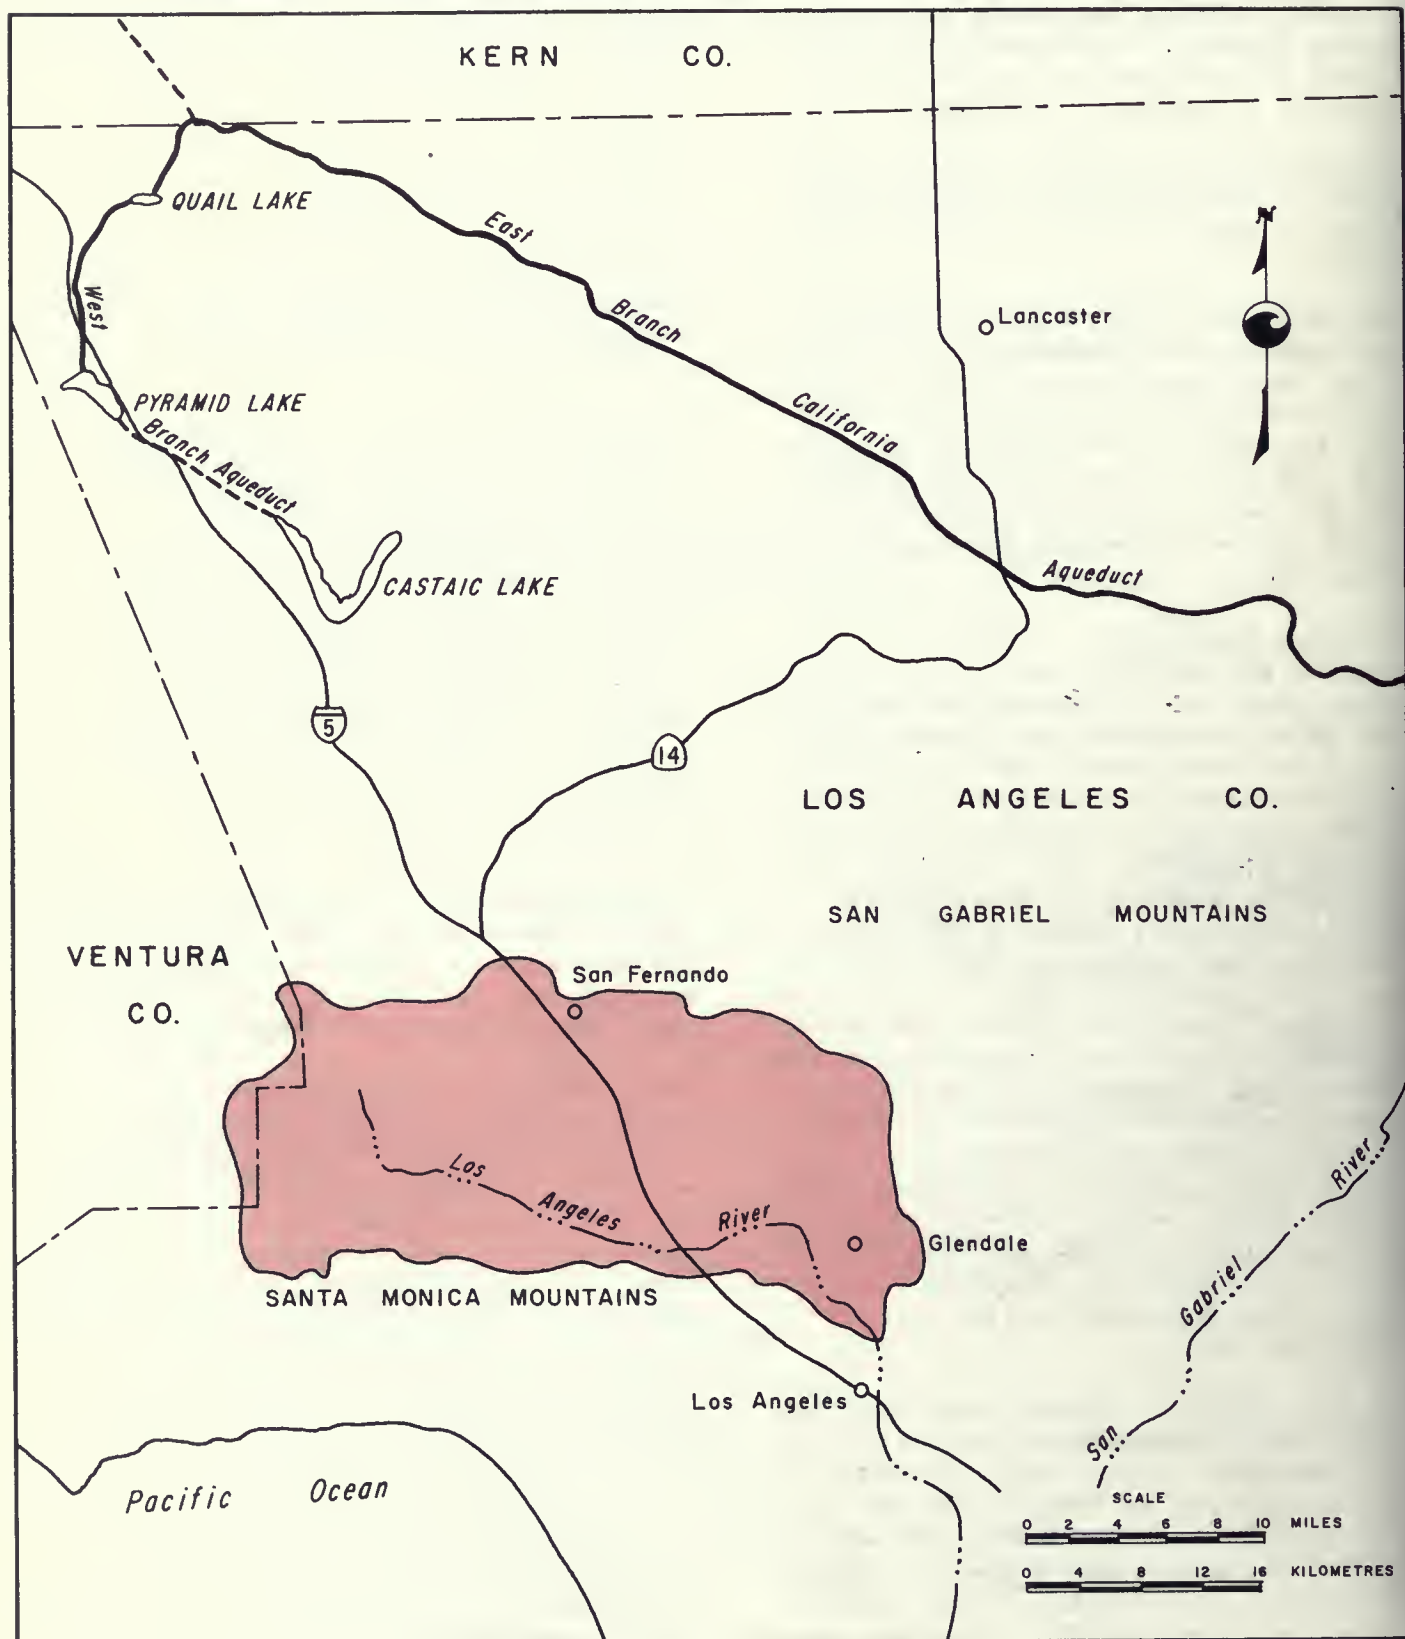 KERN CO.
N
QUAIL LAKE
East
Lancaster
West
Branch
PYRAMID LAKE
California
Branch Aqueduct
Aqueduct
CASTAIC LAKE
5
14
LOS ANGELES CO.
SAN GABRIEL MOUNTAINS
VENTURA
CO.
San Fernando
Los
Angeles
River
River
Glendale
Gabriel
SANTA MONICA MOUNTAINS
Los Angeles
San
Pacific Ocean
SCALE
0 2 4 6 8 10 MILES
0 4 8 12 16 KILOMETRES